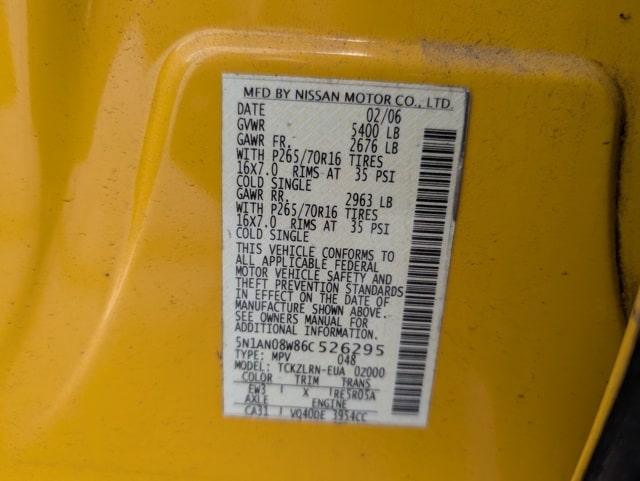 MFD BY NISSAN MOTOR CO., LTD.
DATE 02/06
GVWR 5400 LB
GAWR FR. 2676 LB
WITH P265/70R16 TIRES
16X7.0 RIMS AT 35 PSI
COLD SINGLE
GAWR RR. 2963 LB
WITH P265/70R16 TIRES
16X7.0 RIMS AT 35 PSI
COLD SINGLE
THIS VEHICLE CONFORMS TO
ALL APPLICABLE FEDERAL
MOTOR VEHICLE SAFETY AND
THEFT PREVENTION STANDARDS
IN EFFECT ON THE DATE OF
MANUFACTURE SHOWN ABOVE.
SEE OWNERS MANUAL FOR
ADDITIONAL INFORMATION.
5N1AN08W86C526295
TYPE: MPV 048
MODEL: TCKZLRN-EUA 02000
COLOR TRIM TRANS
EW3 X RE5R05A
AXLE ENGINE
CA31 VQ40DE 3954CC